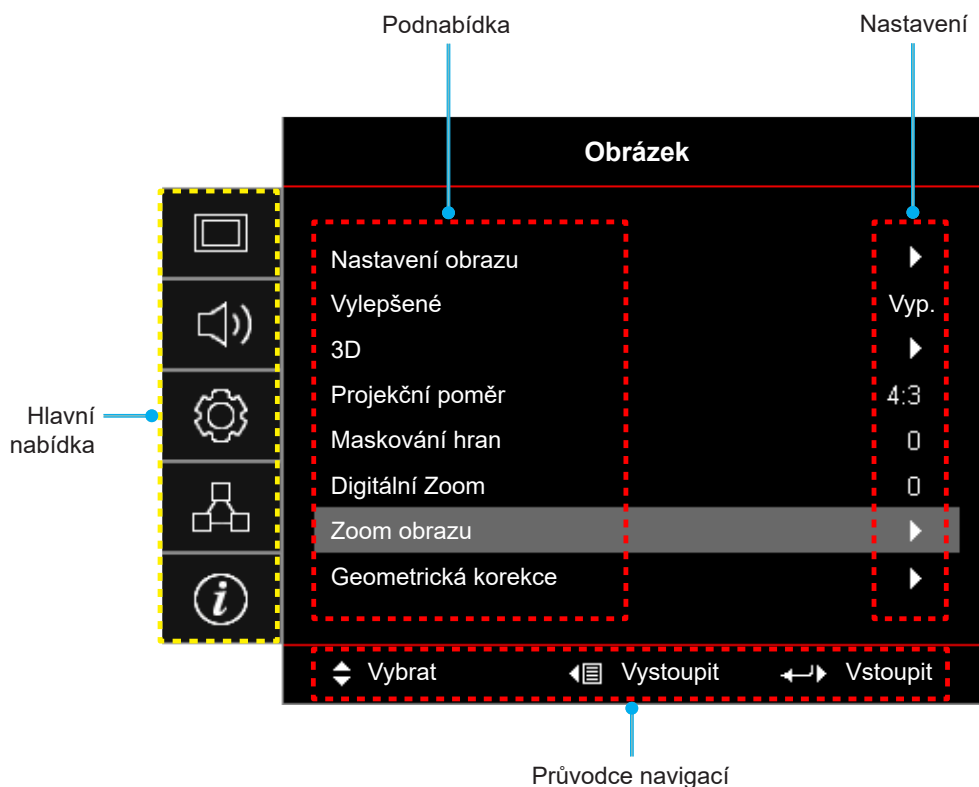 Podnabídka
Nastavení
Obrázek
Nastavení obrazu
Vylepšené Vyp.
3D
Projekční poměr 4:3
Maskování hran 0
Digitální Zoom 0
Zoom obrazu
Geometrická korekce
Hlavní
nabídka
Vybrat Vystoupit Vstoupit
Průvodce navigací